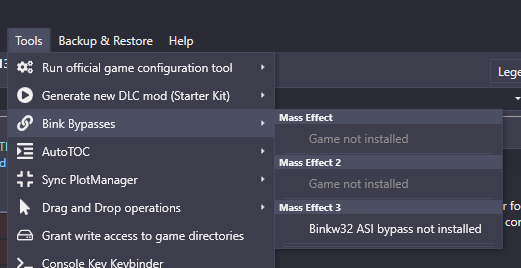 Tools Backup & Restore Help
Run official game configuration tool
Lege
Generate new DLC mod (Starter Kit)
Bink Bypasses
Mass Effect
Game not installed
AutoTOC
Mass Effect 2
Sync PlotManager
Game not installed
Drag and Drop operations
Mass Effect 3
Grant write access to game directories
Binkw32 ASI bypass not installed
Console Key Keybinder